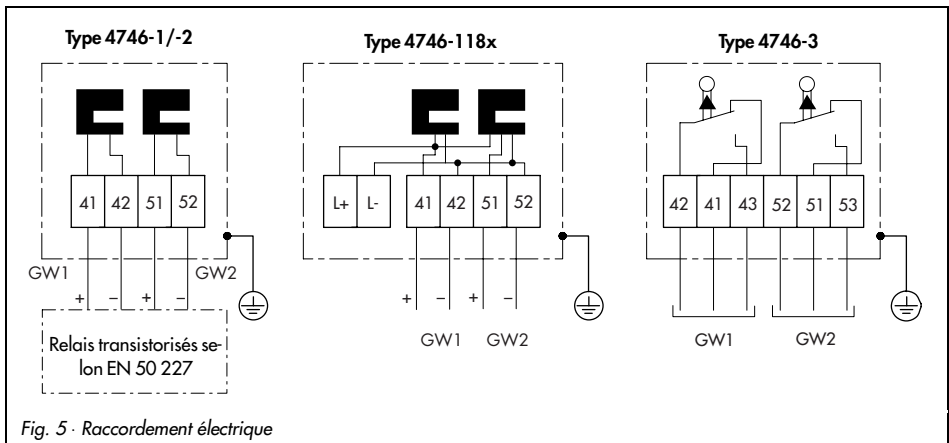 Type 4746-1/-2
41 42 51 52
GW1 GW2
+ – + –
Relais transistorisés se-
lon EN 50 227
Type 4746-118x
L+ L- 41 42 51 52
+ – + –
GW1 GW2
Type 4746-3
42 41 43 52 51 53
GW1 GW2
Fig. 5 · Raccordement électrique